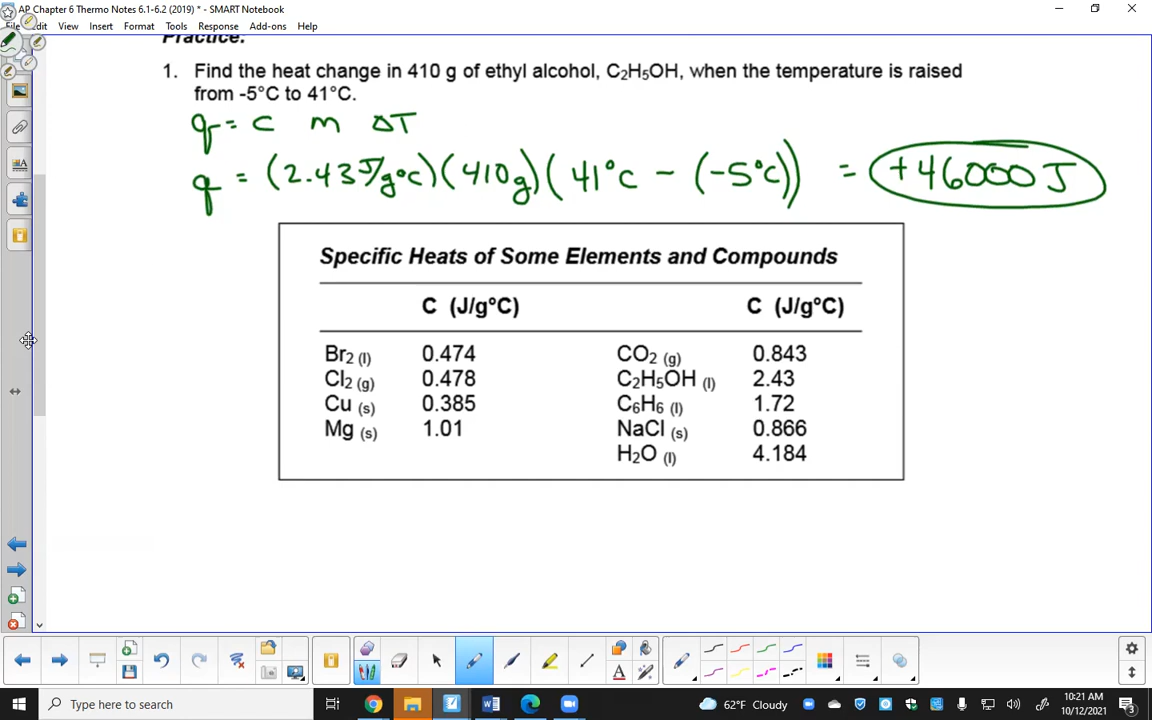 AP Chapter 6 Thermo Notes 6.1-6.2 (2019) * - SMART Notebook
Edit View Insert Format Tools Response Add-ons Help
Practice:
1. Find the heat change in 410 g of ethyl alcohol, C₂H₅OH, when the temperature is raised
from -5°C to 41°C.
q = C m ΔT
q = (2.43 J/g°C)(410g)(41°C - (-5°C)) = +46000 J
Specific Heats of Some Elements and Compounds
C (J/g°C) C (J/g°C)
Br₂ (l) 0.474 CO₂ (g) 0.843
Cl₂ (g) 0.478 C₂H₅OH (l) 2.43
Cu (s) 0.385 C₆H₆ (l) 1.72
Mg (s) 1.01 NaCl (s) 0.866
H₂O (l) 4.184
Type here to search
62°F Cloudy
10:21 AM
10/12/2021
3